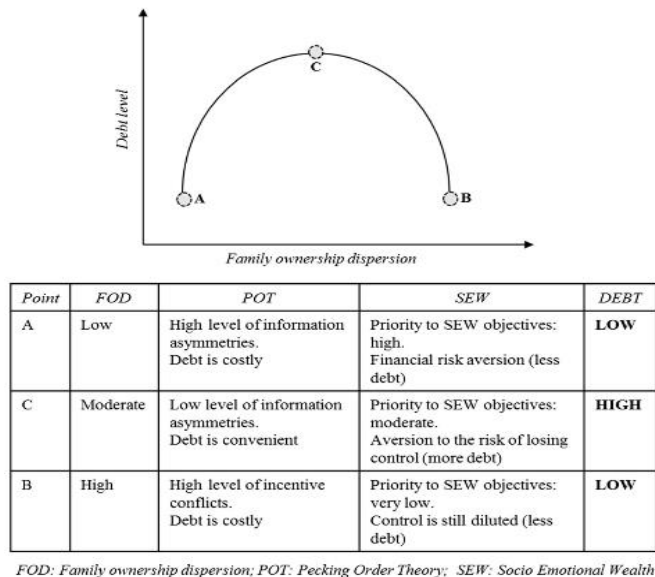 Debt level
C
A
B
Family ownership dispersion
Point FOD POT SEW DEBT
A Low High level of information Priority to SEW objectives: LOW
asymmetries. high.
Debt is costly Financial risk aversion (less
debt)
C Moderate Low level of information Priority to SEW objectives: HIGH
asymmetries. moderate.
Debt is convenient Aversion to the risk of losing
control (more debt)
B High High level of incentive Priority to SEW objectives: LOW
conflicts. very low.
Debt is costly Control is still diluted (less
debt)
FOD: Family ownership dispersion; POT: Pecking Order Theory; SEW: Socio Emotional Wealth